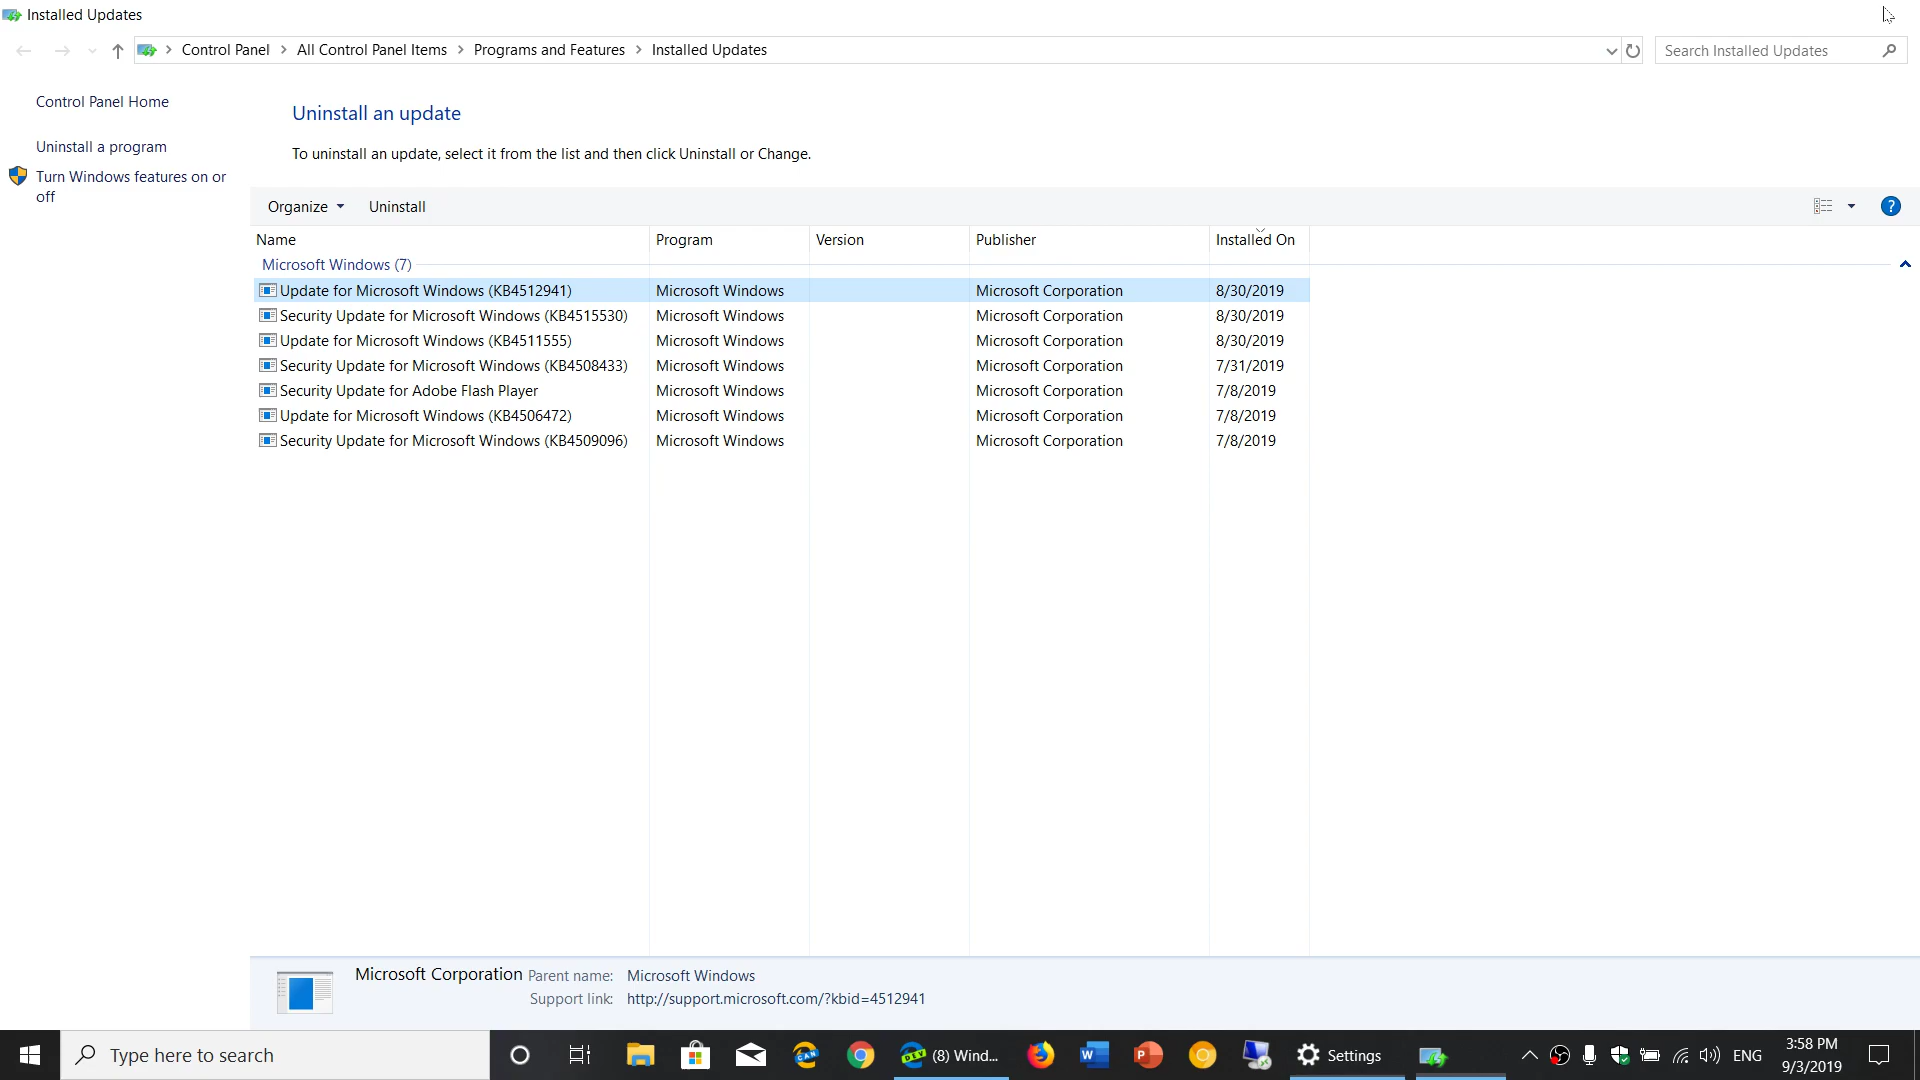 Installed Updates
Control Panel > All Control Panel Items > Programs and Features > Installed Updates
Search Installed Updates
Control Panel Home
Uninstall a program
Turn Windows features on or
off
Uninstall an update
To uninstall an update, select it from the list and then click Uninstall or Change.
Organize Uninstall
?
Name Program Version Publisher Installed On
Microsoft Windows (7)
Update for Microsoft Windows (KB4512941) Microsoft Windows Microsoft Corporation 8/30/2019
Security Update for Microsoft Windows (KB4515530) Microsoft Windows Microsoft Corporation 8/30/2019
Update for Microsoft Windows (KB4511555) Microsoft Windows Microsoft Corporation 8/30/2019
Security Update for Microsoft Windows (KB4508433) Microsoft Windows Microsoft Corporation 7/31/2019
Security Update for Adobe Flash Player Microsoft Windows Microsoft Corporation 7/8/2019
Update for Microsoft Windows (KB4506472) Microsoft Windows Microsoft Corporation 7/8/2019
Security Update for Microsoft Windows (KB4509096) Microsoft Windows Microsoft Corporation 7/8/2019
Microsoft Corporation Parent name: Microsoft Windows
Support link: http://support.microsoft.com/?kbid=4512941
Type here to search
CAN
DEV
(8) Wind...
W
P
Settings
ENG
3:58 PM
9/3/2019